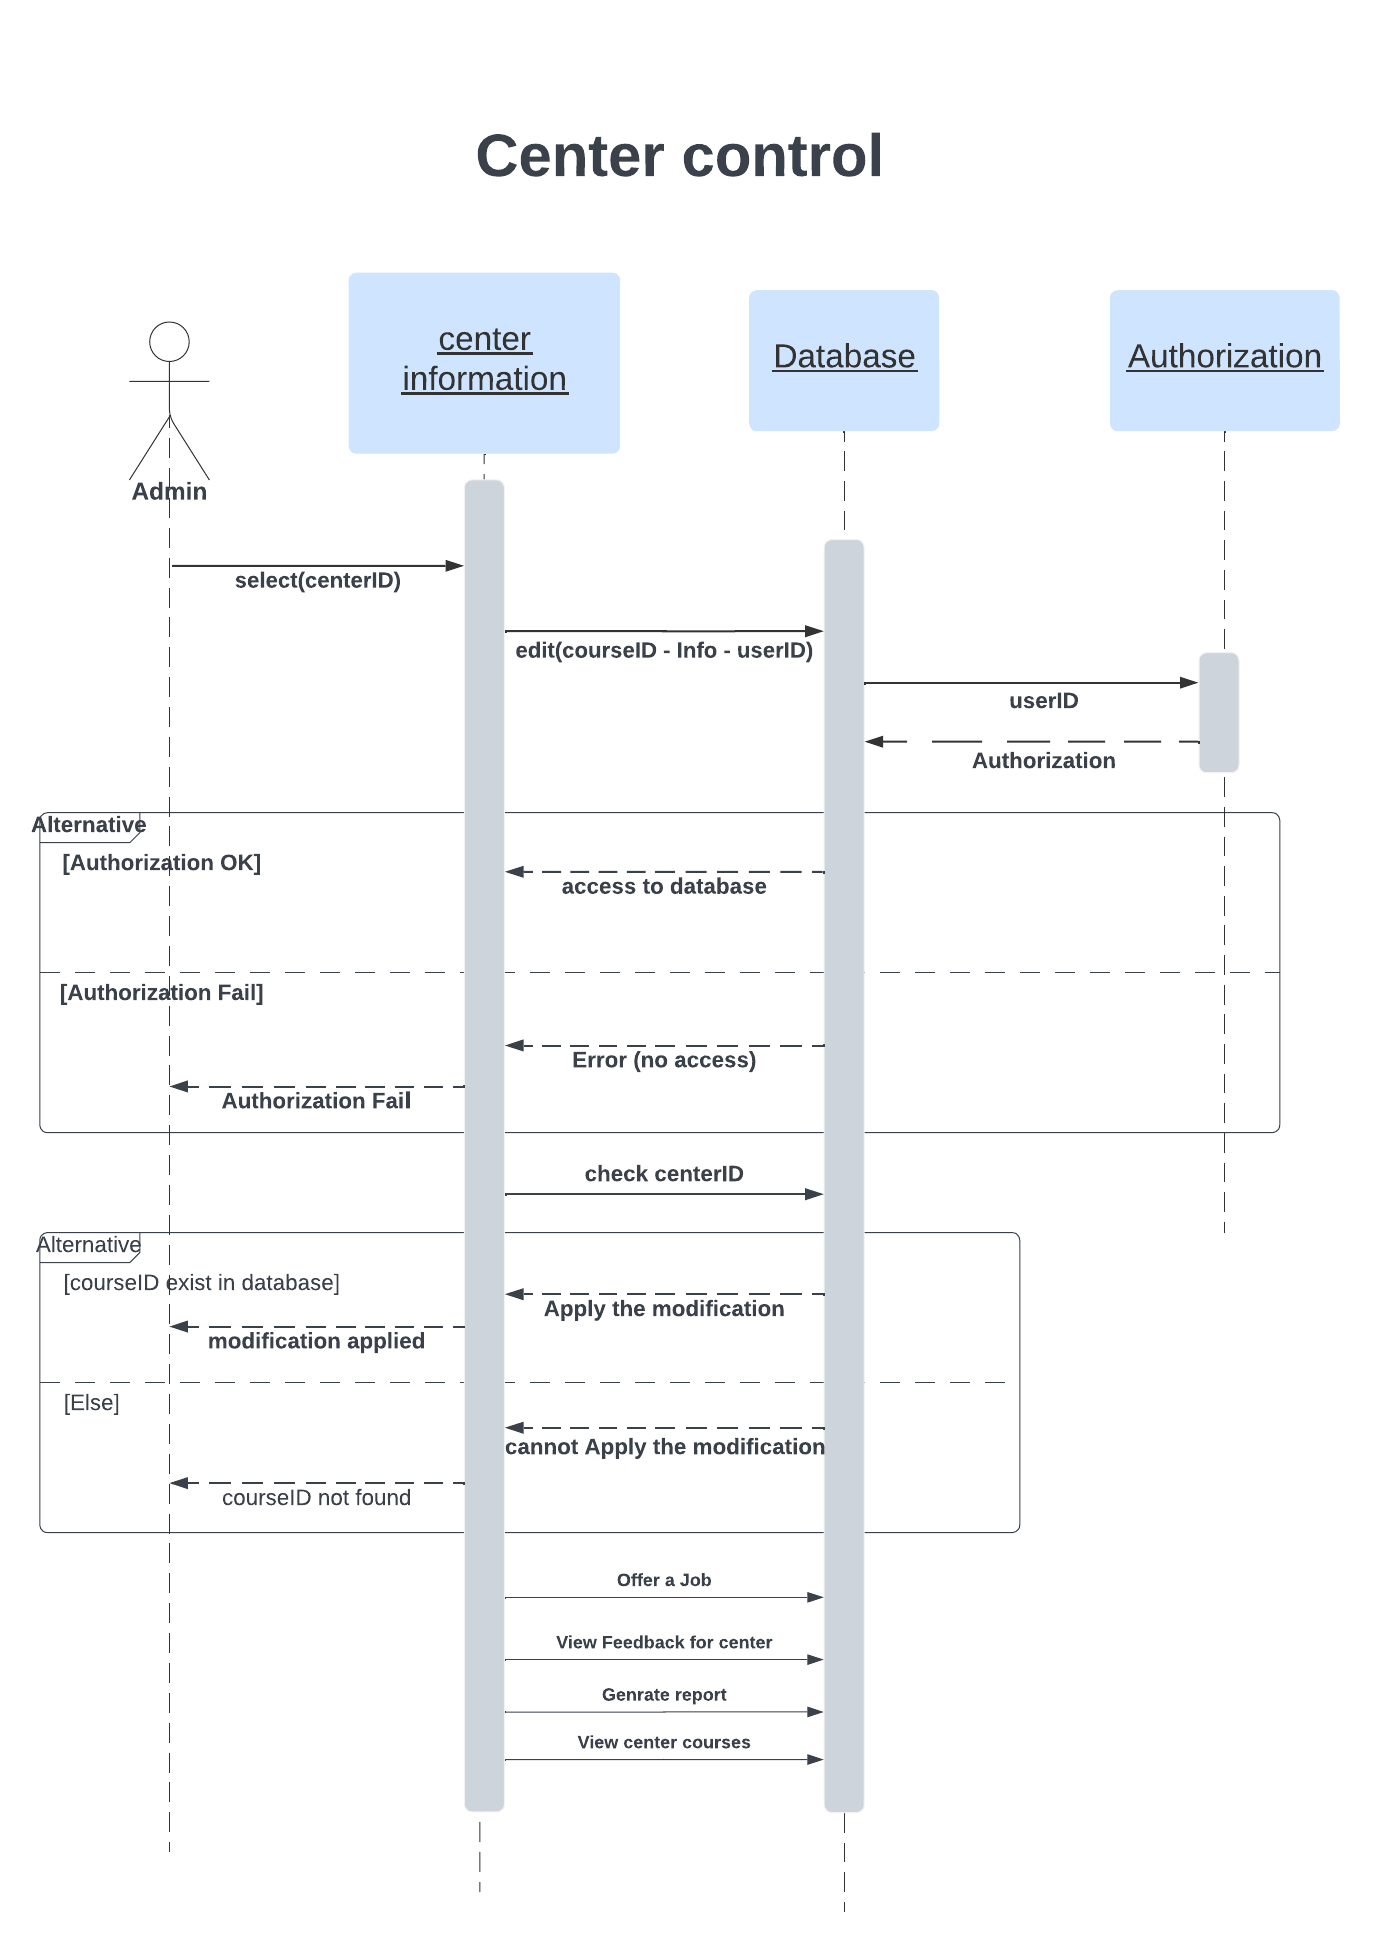 Center control
center
information
Database
Authorization
Admin
select(centerID)
edit(courseID - Info - userID)
userID
Authorization
Alternative
[Authorization OK]
access to database
[Authorization Fail]
Error (no access)
Authorization Fail
check centerID
Alternative
[courseID exist in database]
Apply the modification
modification applied
[Else]
cannot Apply the modification
courseID not found
Offer a Job
View Feedback for center
Genrate report
View center courses